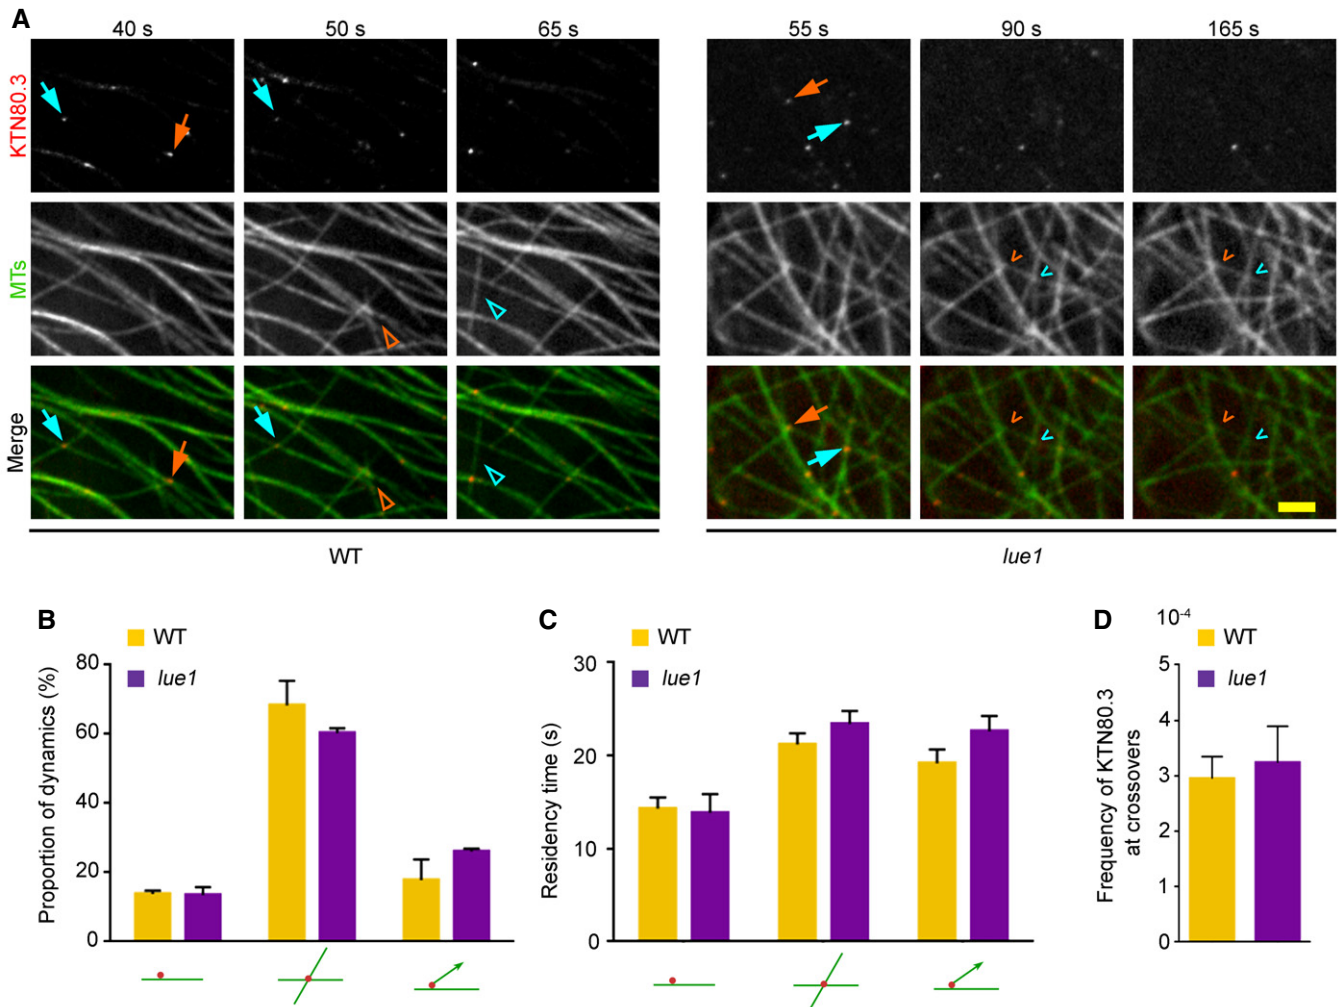 A
40 s 50 s 65 s 55 s 90 s 165 s
KTN80.3
MTs
Merge
WT lue1
B
WT
lue1
Proportion of dynamics (%)
80
60
40
20
0
C
WT
lue1
Residency time (s)
30
20
10
0
D
10-4
WT
lue1
Frequency of KTN80.3
at crossovers
5
4
3
2
1
0